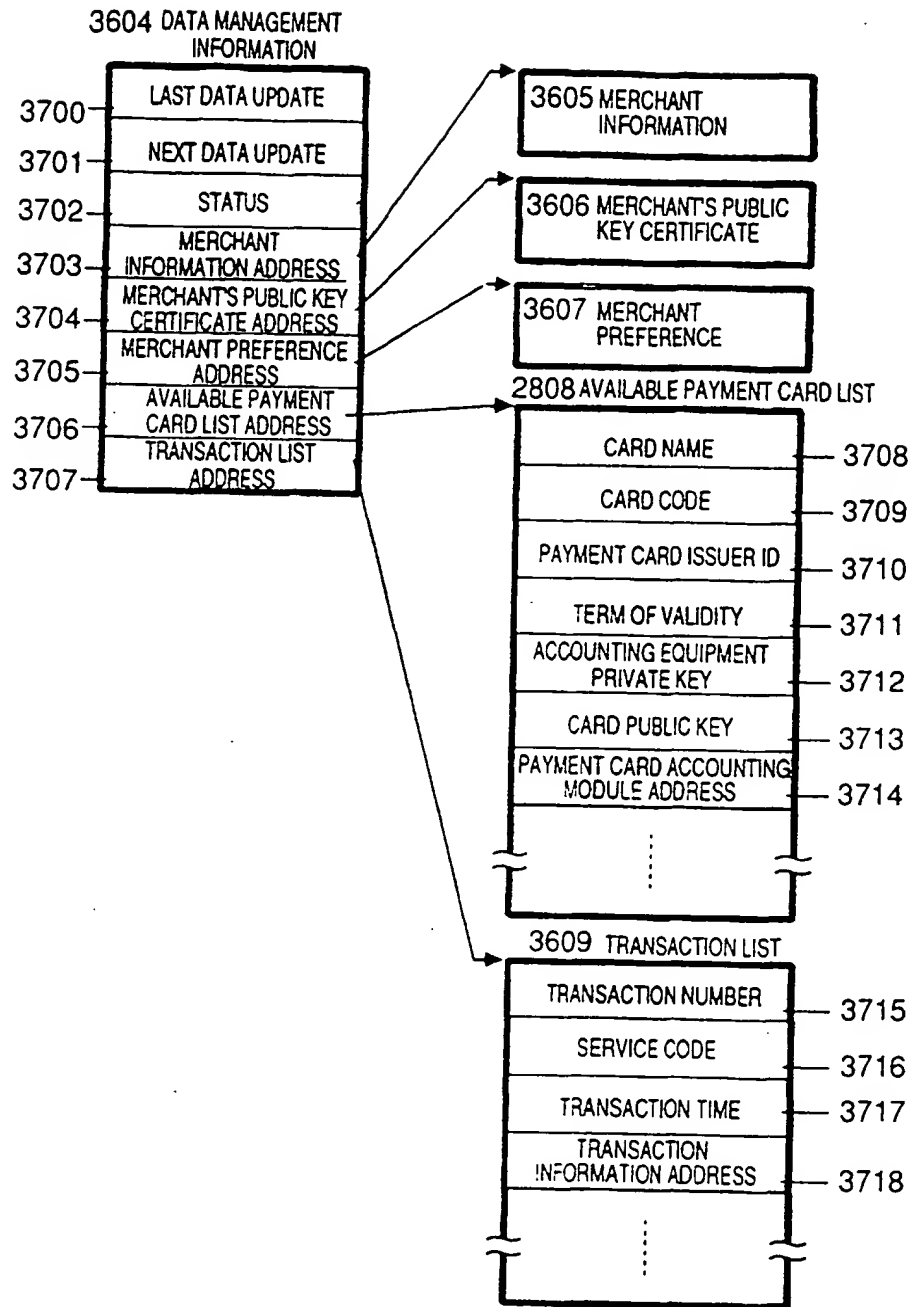 3604 DATA MANAGEMENT
INFORMATION
3700
LAST DATA UPDATE
3701
NEXT DATA UPDATE
3702
STATUS
3703
MERCHANT
INFORMATION ADDRESS
3704
MERCHANT'S PUBLIC KEY
CERTIFICATE ADDRESS
3705
MERCHANT PREFERENCE
ADDRESS
3706
AVAILABLE PAYMENT
CARD LIST ADDRESS
3707
TRANSACTION LIST
ADDRESS
3605 MERCHANT
INFORMATION
3606 MERCHANT'S PUBLIC
KEY CERTIFICATE
3607 MERCHANT
PREFERENCE
2808 AVAILABLE PAYMENT CARD LIST
CARD NAME
3708
CARD CODE
3709
PAYMENT CARD ISSUER ID
3710
TERM OF VALIDITY
3711
ACCOUNTING EQUIPMENT
PRIVATE KEY
3712
CARD PUBLIC KEY
3713
PAYMENT CARD ACCOUNTING
MODULE ADDRESS
3714
3609 TRANSACTION LIST
TRANSACTION NUMBER
3715
SERVICE CODE
3716
TRANSACTION TIME
3717
TRANSACTION
INFORMATION ADDRESS
3718